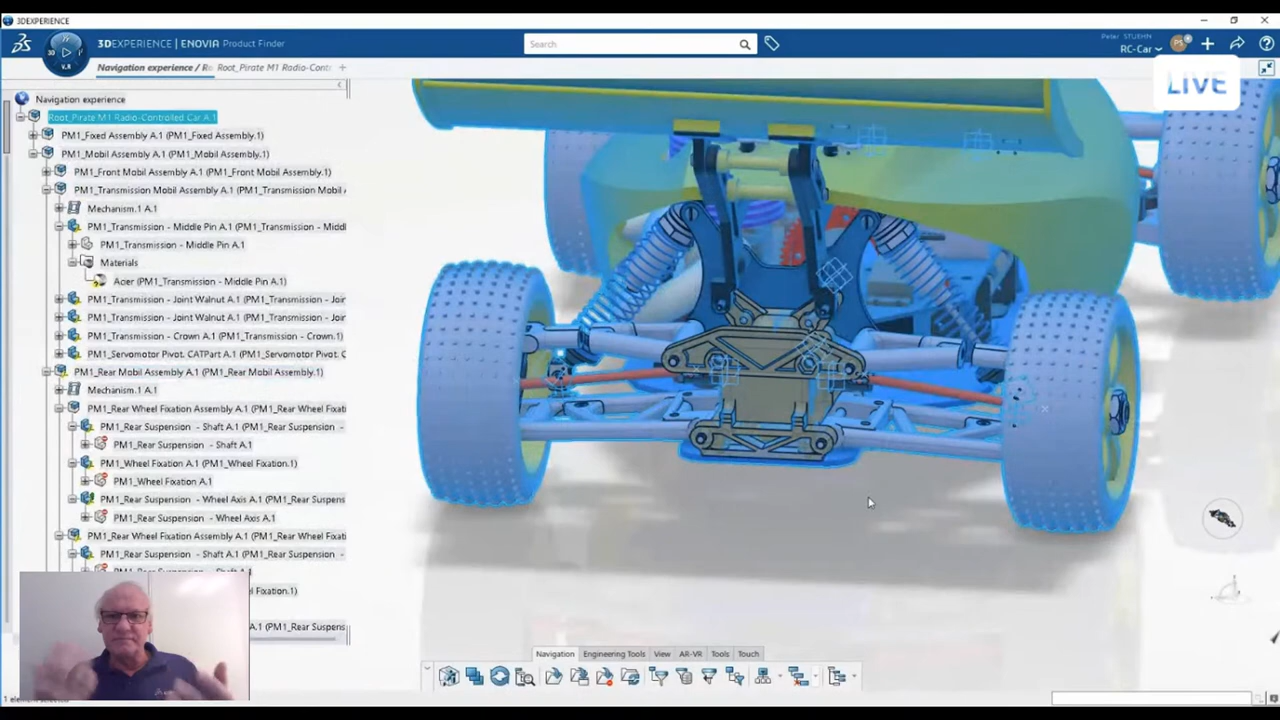 3DEXPERIENCE
3DEXPERIENCE | ENOVIA Product Finder
Search
Peter STUEHN
RC-Car
PS
3D
V.R
Navigation experience / R
Root_Pirate M1 Radio-Contr
LIVE
Navigation experience
Root_Pirate M1 Radio-Controlled Car A.1
PM1_Fixed Assembly A.1 (PM1_Fixed Assembly.1)
PM1_Mobil Assembly A.1 (PM1_Mobil Assembly.1)
PM1_Front Mobil Assembly A.1 (PM1_Front Mobil Assembly.1)
PM1_Transmission Mobil Assembly A.1 (PM1_Transmission Mobil
Mechanism.1 A.1
PM1_Transmission - Middle Pin A.1 (PM1_Transmission - Middl
PM1_Transmission - Middle Pin A.1
Materials
Acier (PM1_Transmission - Middle Pin A.1)
PM1_Transmission - Joint Walnut A.1 (PM1_Transmission - Joir
PM1_Transmission - Joint Walnut A.1 (PM1_Transmission - Joir
PM1_Transmission - Crown A.1 (PM1_Transmission - Crown.1)
PM1_Servomotor Pivot. CATPart A.1 (PM1_Servomotor Pivot. C
PM1_Rear Mobil Assembly A.1 (PM1_Rear Mobil Assembly.1)
Mechanism.1 A.1
PM1_Rear Wheel Fixation Assembly A.1 (PM1_Rear Wheel Fixati
PM1_Rear Suspension - Shaft A.1 (PM1_Rear Suspension -
PM1_Rear Suspension - Shaft A.1
PM1_Wheel Fixation A.1 (PM1_Wheel Fixation.1)
PM1_Wheel Fixation A.1
PM1_Rear Suspension - Wheel Axis A.1 (PM1_Rear Suspens
PM1_Rear Suspension - Wheel Axis A.1
PM1_Rear Wheel Fixation Assembly A.1 (PM1_Rear Wheel Fixati
PM1_Rear Suspension - Shaft A.1 (PM1_Rear Suspension -
el Fixation.1)
A.1 (PM1_Rear Suspens
Navigation
Engineering Tools
View
AR-VR
Tools
Touch